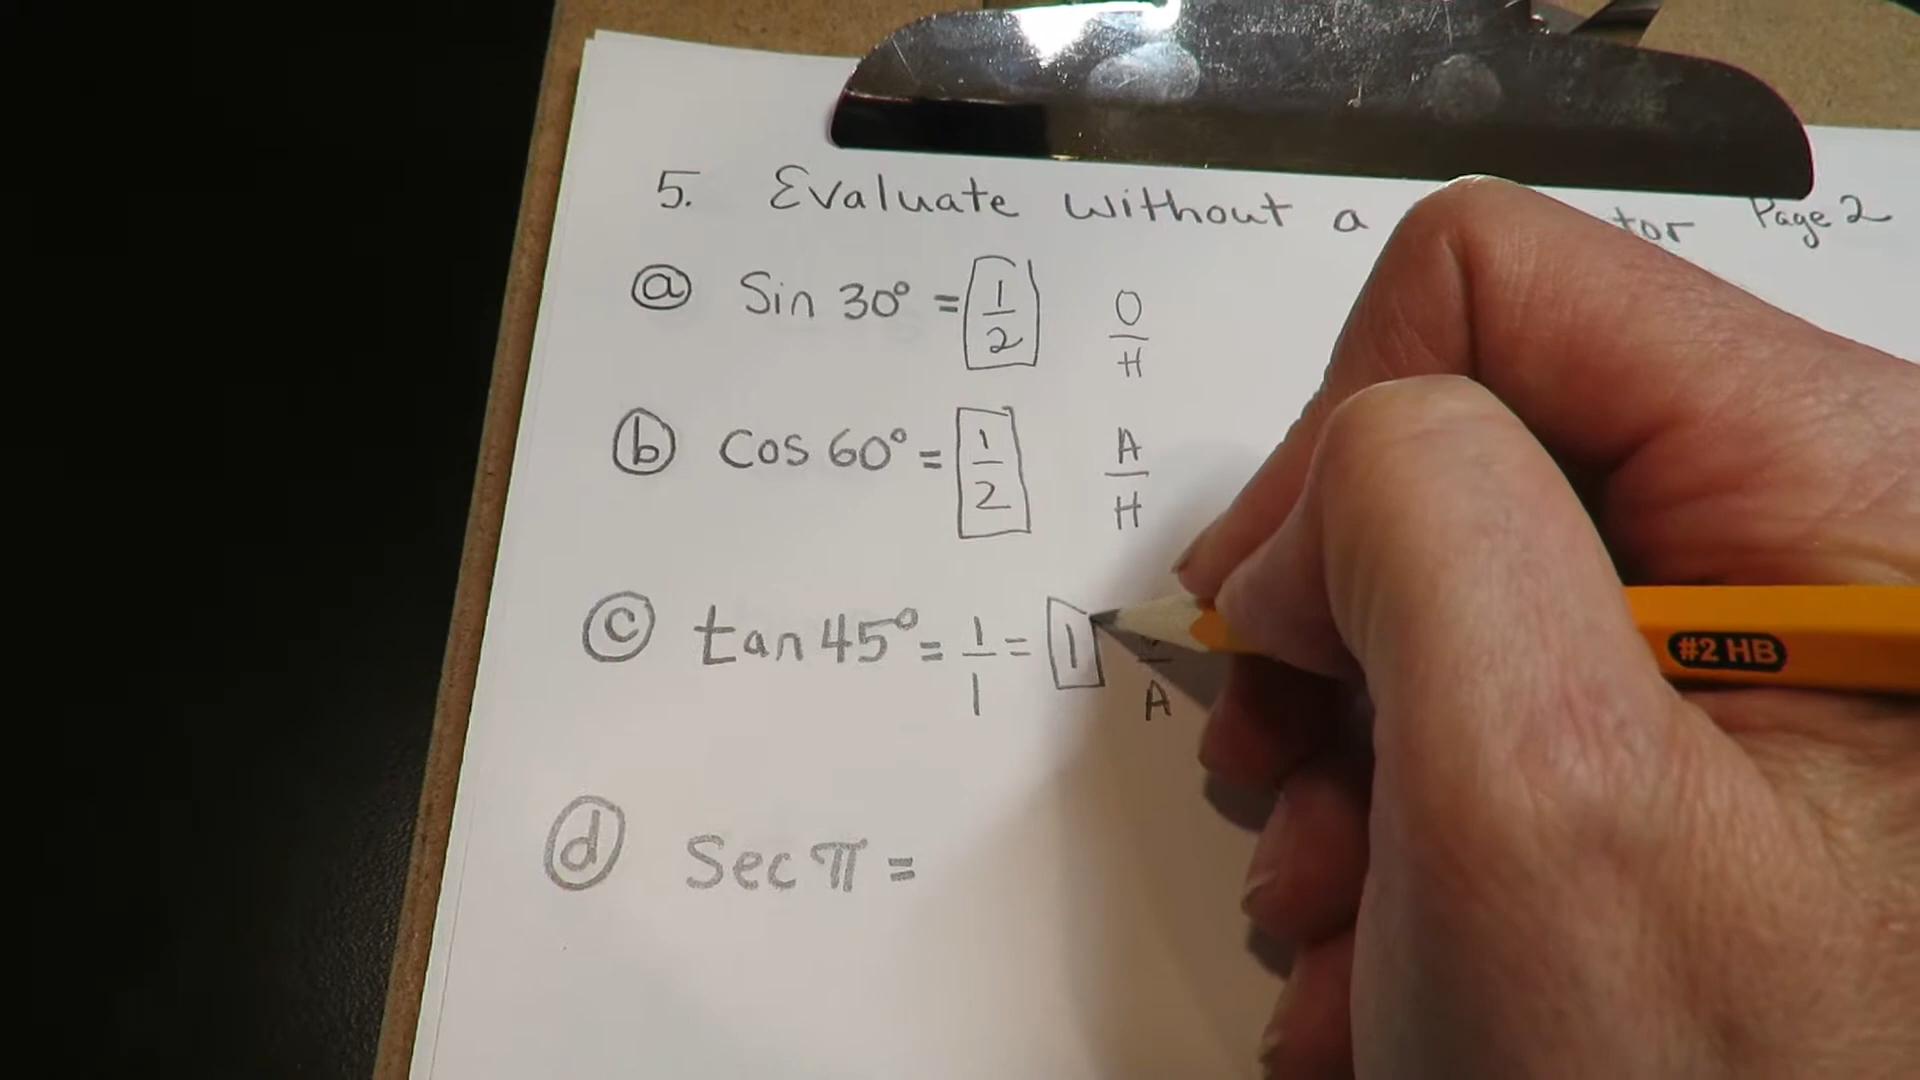 5. Evaluate without a tor Page 2
ⓐ Sin 30° = 1/2 O/H
ⓑ Cos 60° = 1/2 A/H
ⓒ tan 45° = 1/1 = 1 A
ⓓ Sec π =
#2 HB